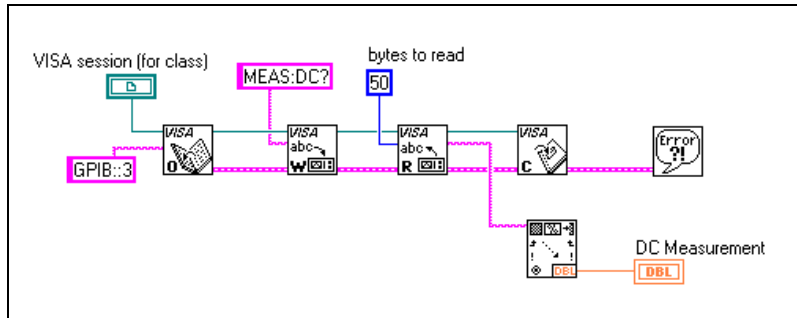 VISA session (for class)
bytes to read
MEAS:DC?
50
VISA
O
VISA
abc
W
VISA
abc
R
VISA
C
Error
?!
GPIB::3
%
DBL
DC Measurement
DBL